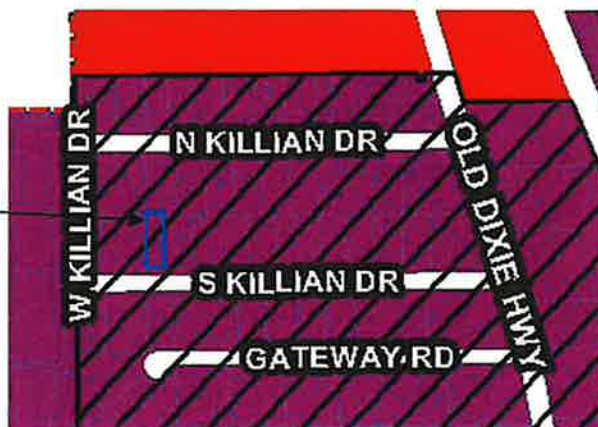 W KILLIAN DR
N KILLIAN DR
OLD DIXIE HWY
S KILLIAN DR
GATEWAY RD